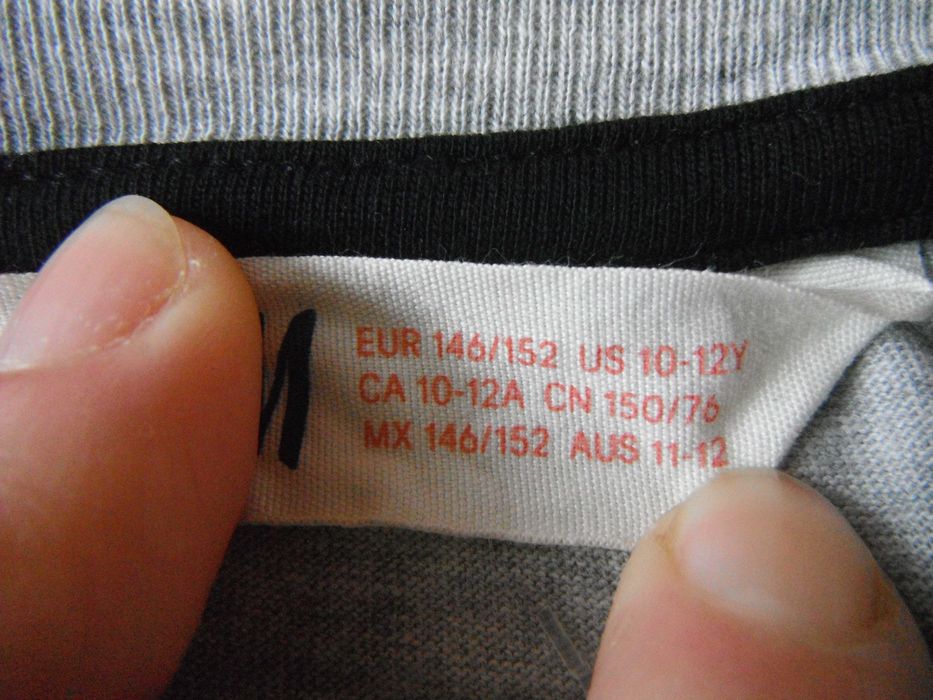 EUR 146/152 US 10-12Y
CA 10-12A CN 150/76
MX 146/152 AUS 11-12